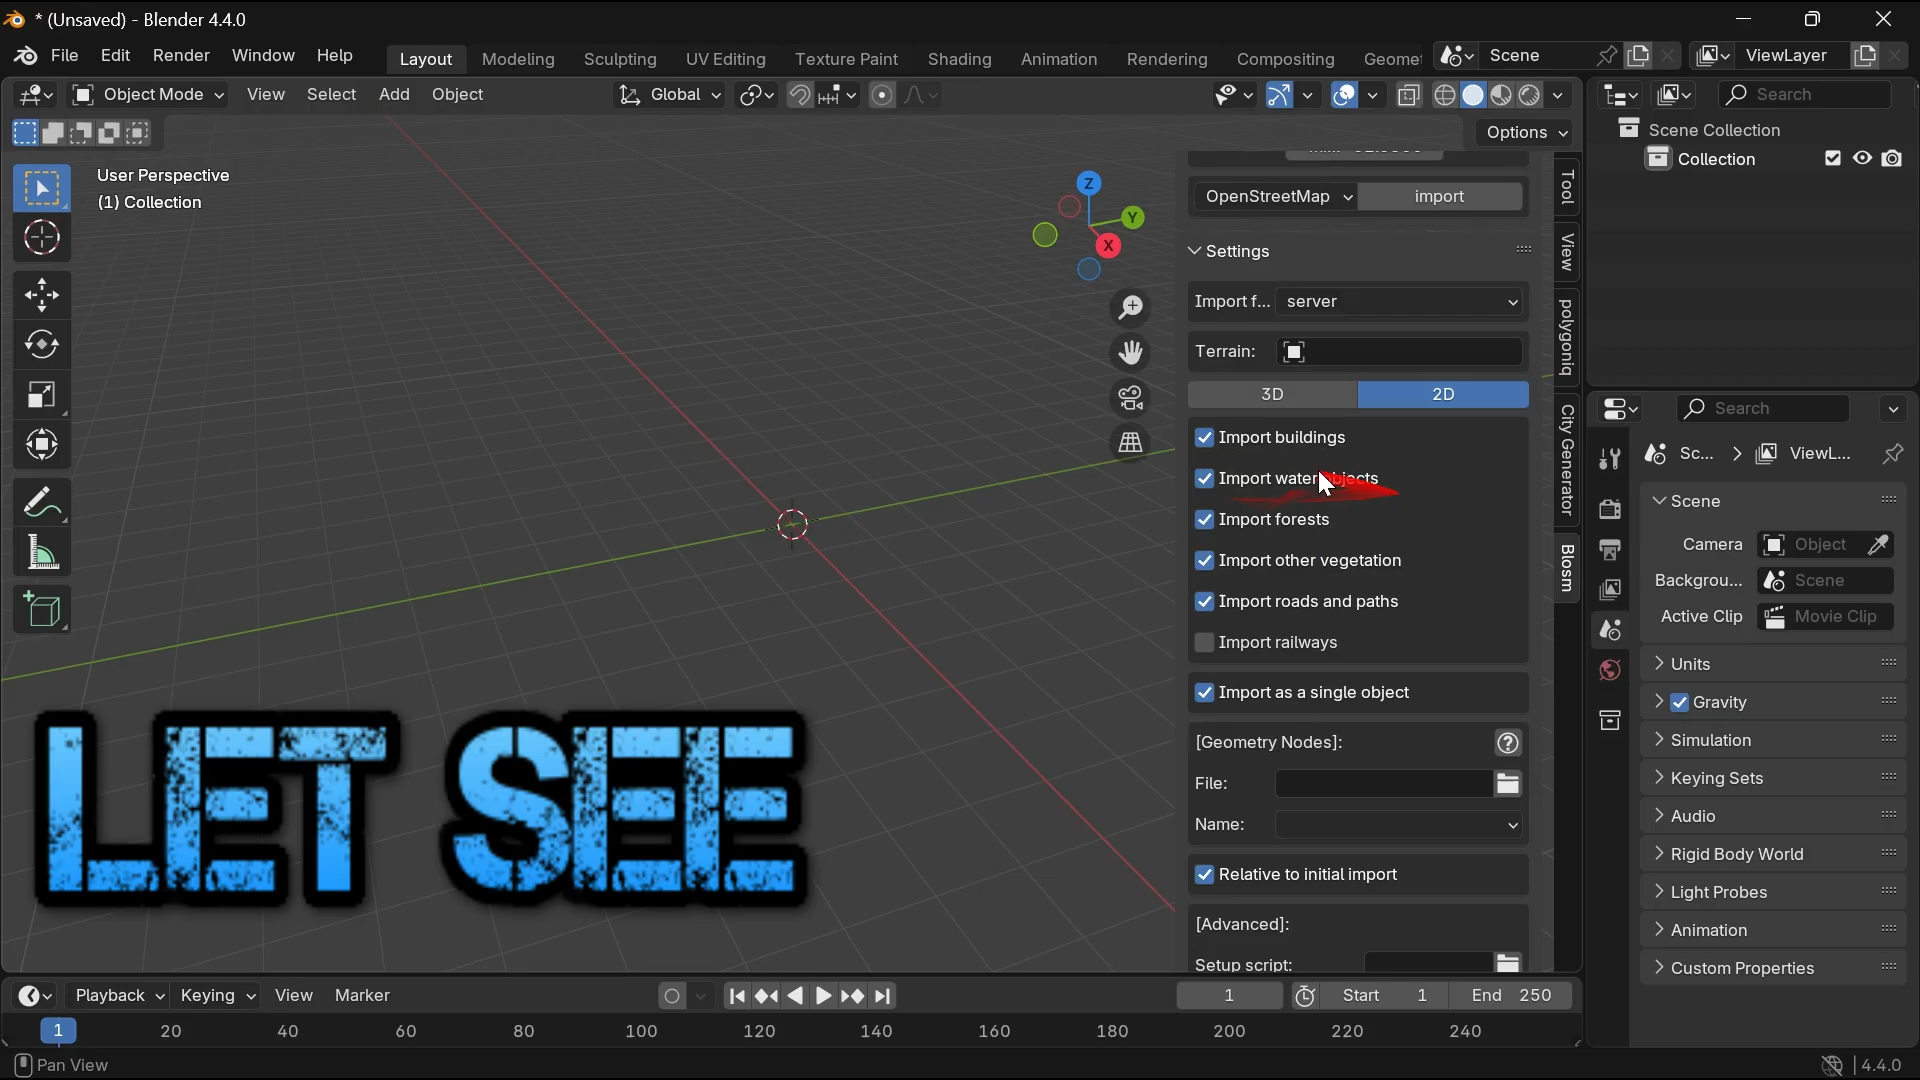 * (Unsaved) - Blender 4.4.0
File Edit Render Window Help
Layout Modeling Sculpting UV Editing Texture Paint Shading Animation Rendering Compositing Geomet
Scene
ViewLayer
Object Mode View Select Add Object
Global
Search
Options
User Perspective
(1) Collection
Z
Y
X
OpenStreetMap import
Settings
Import f... server
Terrain:
3D 2D
Import buildings
Import water objects
Import forests
Import other vegetation
Import roads and paths
Import railways
Import as a single object
[Geometry Nodes]:
File:
Name:
Relative to initial import
[Advanced]:
Setup script:
Tool
View
polygoniq
City Generator
Blosm
Scene Collection
Collection
Search
Sc... ViewL...
Scene
Camera Object
Backgrou... Scene
Active Clip Movie Clip
Units
Gravity
Simulation
Keying Sets
Audio
Rigid Body World
Light Probes
Animation
Custom Properties
LET SEE
Playback Keying View Marker
1
Start 1
End 250
1 20 40 60 80 100 120 140 160 180 200 220 240
Pan View
4.4.0